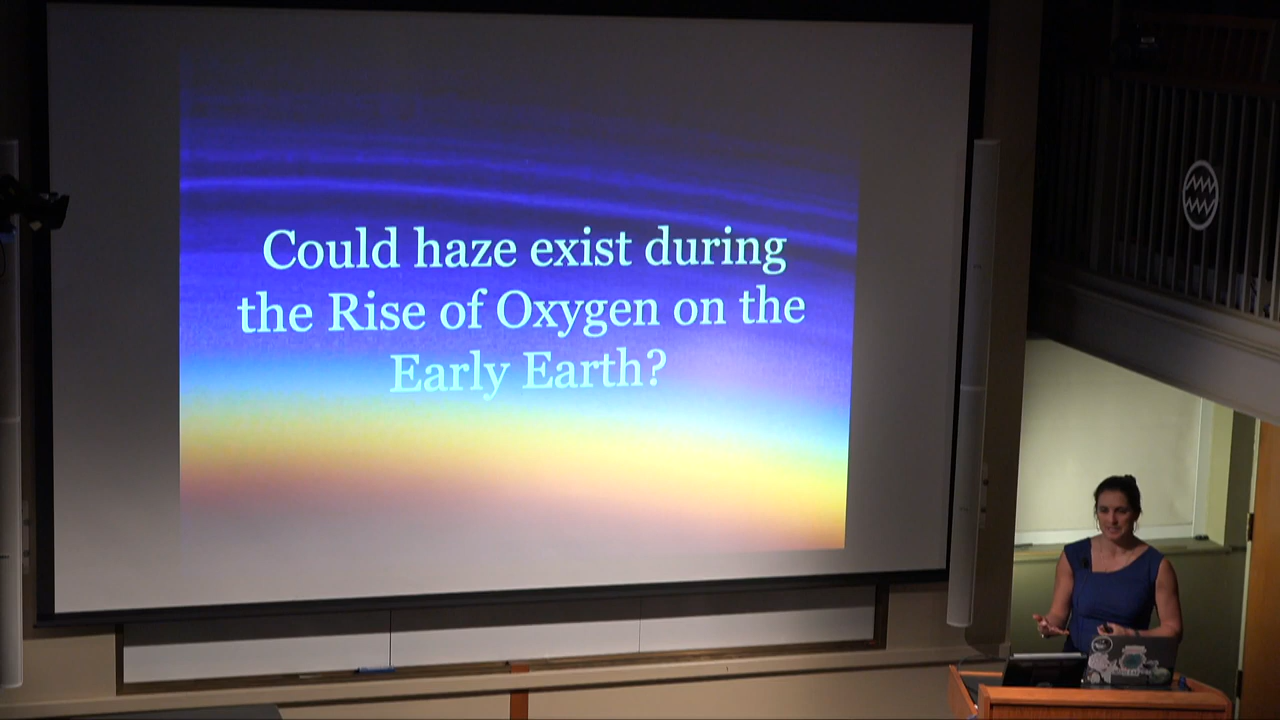 Could haze exist during
the Rise of Oxygen on the
Early Earth?